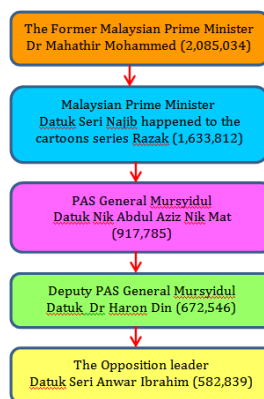 The Former Malaysian Prime Minister
Dr Mahathir Mohammed (2,085,034)
Malaysian Prime Minister
Datuk Seri Najib happened to the
cartoons series Razak (1,633,812)
PAS General Mursyidul
Datuk Nik Abdul Aziz Nik Mat
(917,785)
Deputy PAS General Mursyidul
Datuk Dr Haron Din (672,546)
The Opposition leader
Datuk Seri Anwar Ibrahim (582,839)